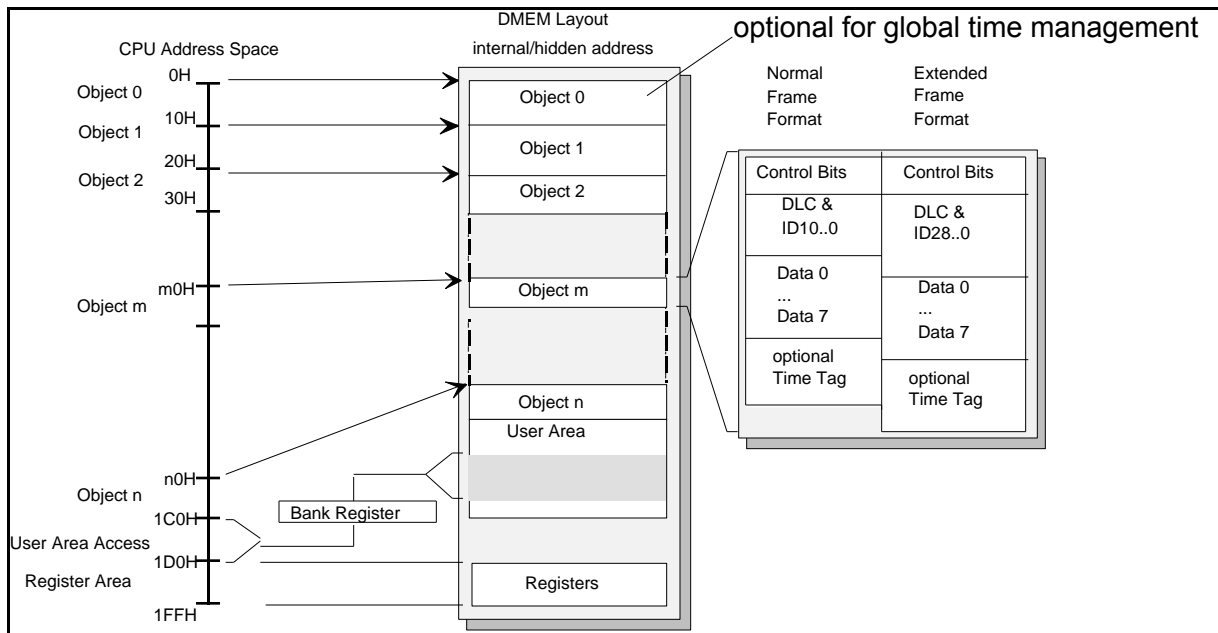 DMEM Layout
internal/hidden address
optional for global time management
CPU Address Space
0H
Object 0
10H
Object 1
20H
Object 2
30H
m0H
Object m
n0H
Object n
1C0H
User Area Access
1D0H
Register Area
1FFH
Object 0
Object 1
Object 2
Object m
Object n
User Area
Bank Register
Registers
Normal
Frame
Format
Extended
Frame
Format
Control Bits
DLC &
ID10..0
Data 0
...
Data 7
optional
Time Tag
Control Bits
DLC &
ID28..0
Data 0
...
Data 7
optional
Time Tag